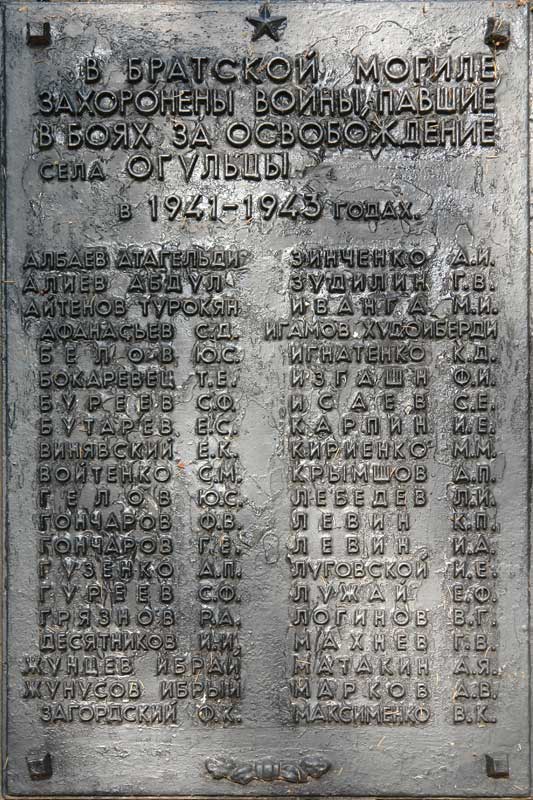 В БРАТСКОЙ МОГИЛЕ
ЗАХОРОНЕНЫ ВОИНЫ, ПАВШИЕ
В БОЯХ ЗА ОСВОБОЖДЕНИЕ
СЕЛА ОГУЛЬЦЫ
В 1941-1943 ГОДАХ.
АЛБАЕВ АТАГЕЛЬДИ
АЛИЕВ АБДУЛ
АЙТЕНОВ ТУРОКЯН
АФАНАСЬЕВ С.Д.
БЕЛОВ Ю.С.
БОКАРЕВЕЦ Т.Е.
БУРЕЕВ С.Ф.
БУТАРЕВ Е.С.
ВИНЯВСКИЙ Е.К.
ВОЙТЕНКО С.М.
ГЕЛОВ Ю.С.
ГОНЧАРОВ Ф.В.
ГОНЧАРОВ Г.Е.
ГУЗЕНКО А.П.
ГУРЕЕВ С.Ф.
ГРЯЗНОВ Р.А.
ДЕСЯТНИКОВ И.И.
ЖУНЦЕВ ИБРАЙ
ЖУНУСОВ ИБРЫЙ
ЗАГОРДСКИЙ Ф.К.
ЗИНЧЕНКО А.И.
ЗУДИЛИН Г.В.
ИВАНГА М.И.
ИГАМОВ ХУДОИБЕРДИ
ИГНАТЕНКО К.Д.
ИЗГАШН Ф.И.
ИСАЕВ С.Е.
КАРПИН И.Е.
КИРИЕНКО М.М.
КРЫМШОВ А.П.
ЛЕБЕДЕВ Л.И.
ЛЕВИН К.П.
ЛЕВИН И.А.
ЛУГОВСКОЙ И.Е.
ЛУЖАЙ Е.Ф.
ЛОГИНОВ В.Г.
МАХНЕВ Г.В.
МАТАКИН А.Я.
МАРКОВ А.В.
МАКСИМЕНКО В.К.